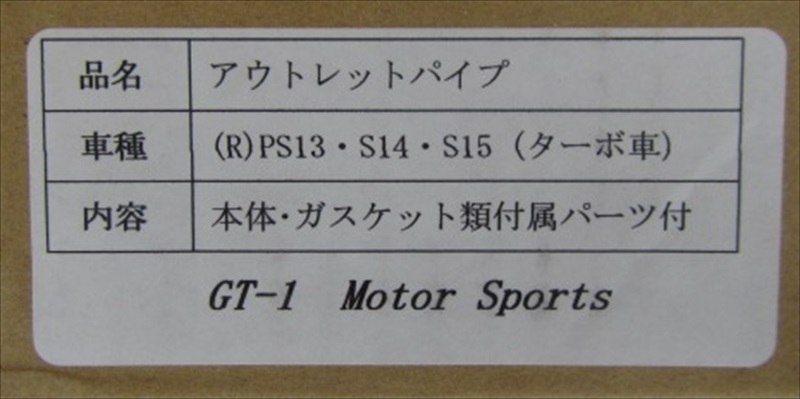 品名 アウトレットパイプ
車種 (R)PS13・S14・S15（ターボ車)
内容 本体・ガスケット類付属パーツ付
GT-1 Motor Sports